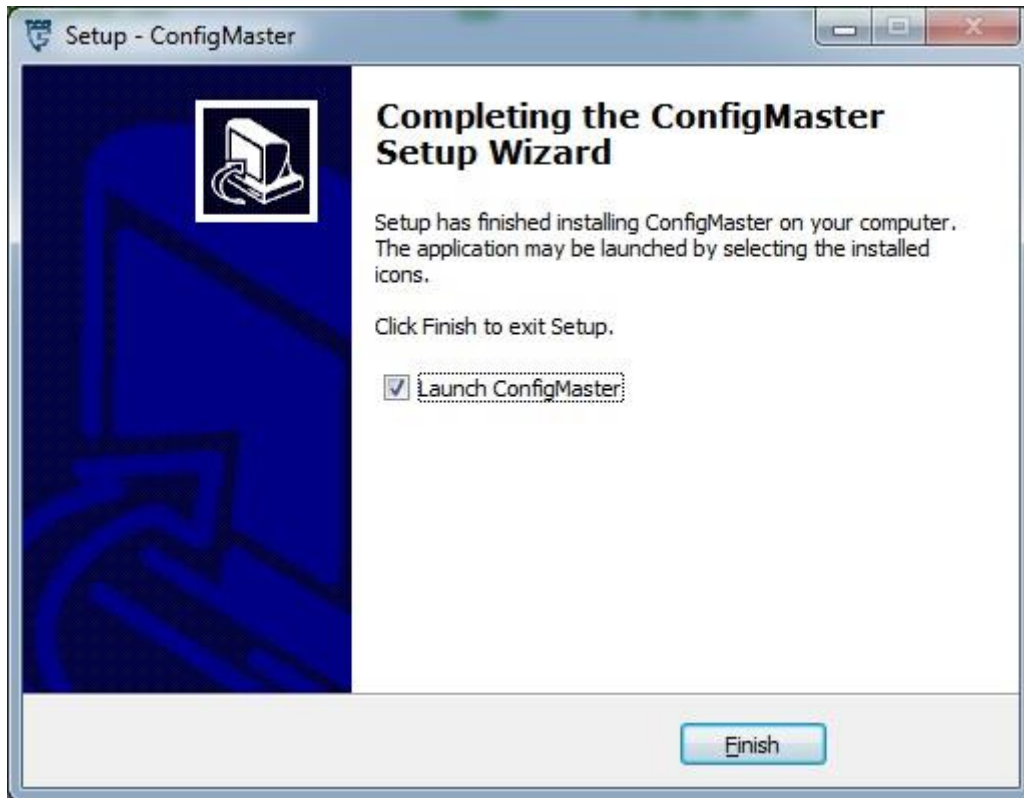 Setup - ConfigMaster
Completing the ConfigMaster
Setup Wizard
Setup has finished installing ConfigMaster on your computer.
The application may be launched by selecting the installed
icons.
Click Finish to exit Setup.
Launch ConfigMaster
Finish